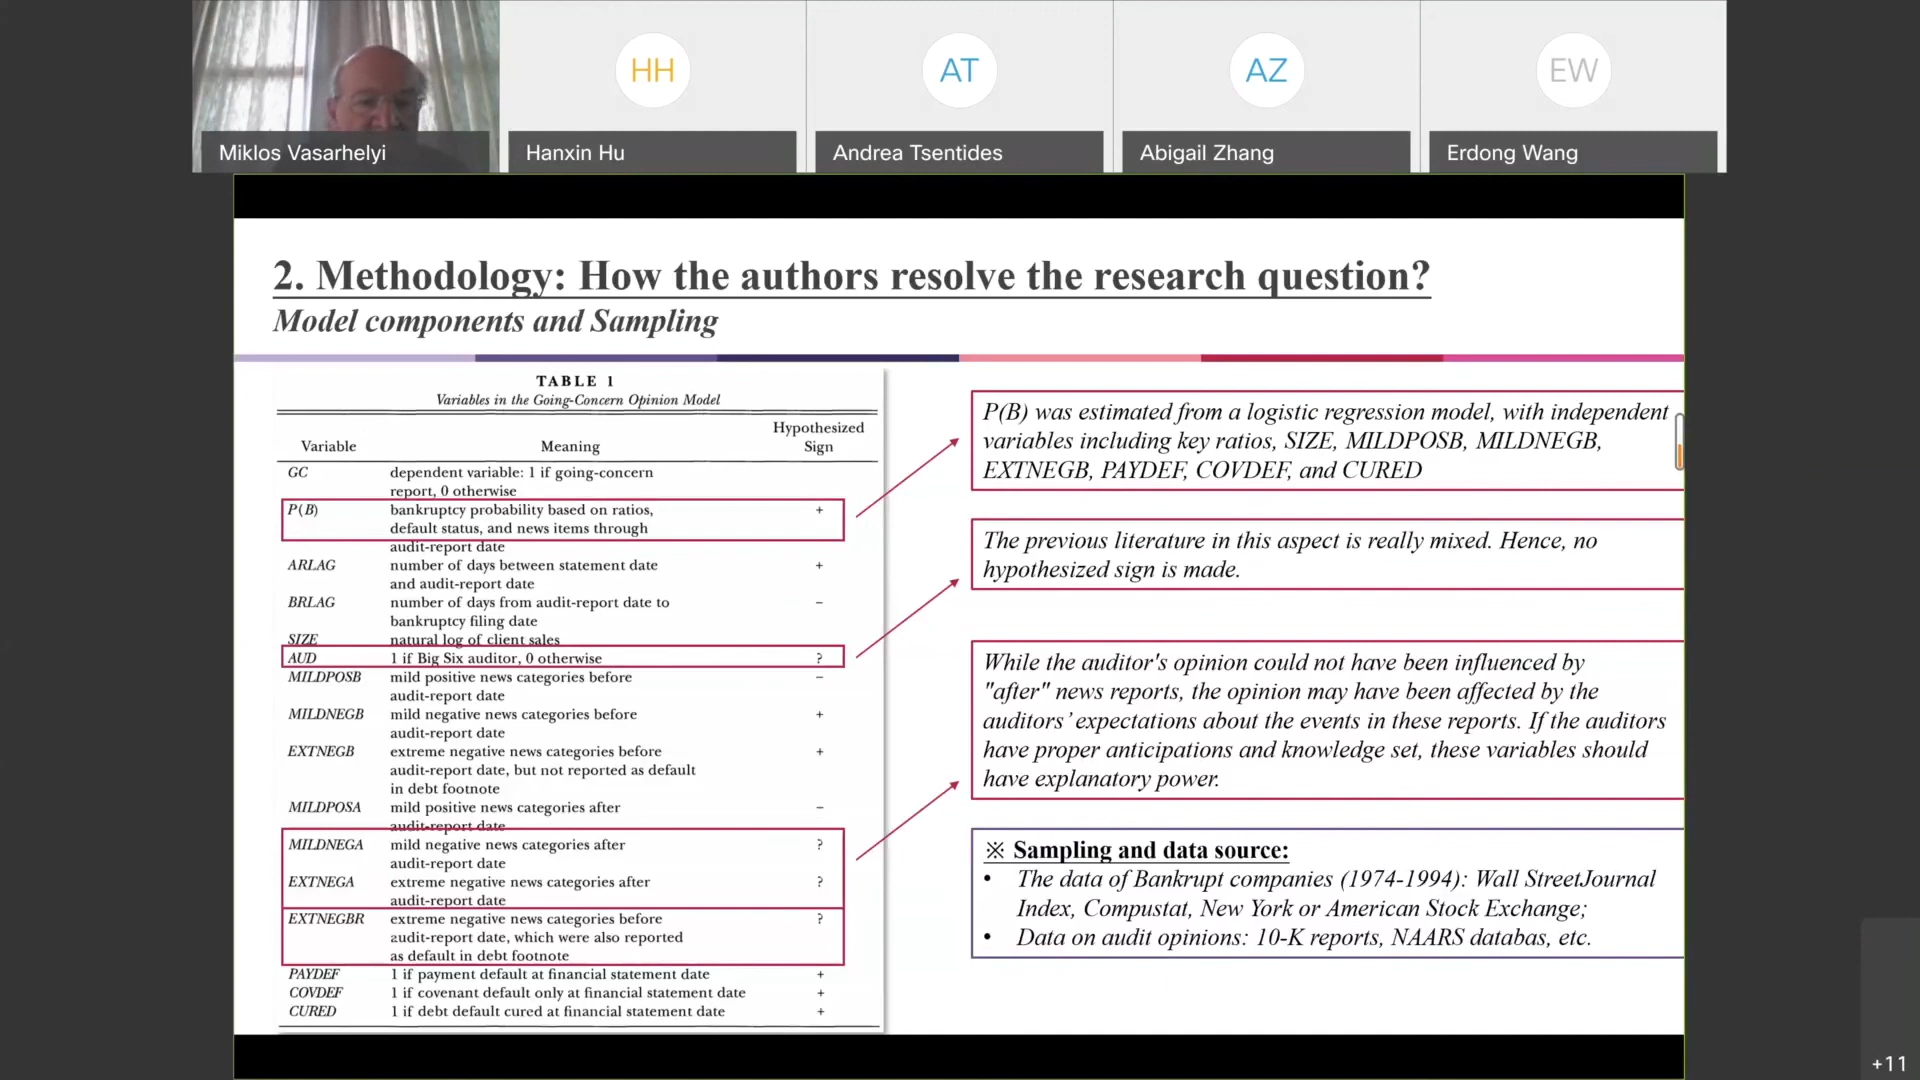 HH
AT
AZ
EW
Miklos Vasarhelyi
Hanxin Hu
Andrea Tsentides
Abigail Zhang
Erdong Wang
2. Methodology: How the authors resolve the research question?
Model components and Sampling
TABLE 1
Variables in the Going-Concern Opinion Model
Variable Meaning Hypothesized Sign
GC dependent variable: 1 if going-concern
report, 0 otherwise
P(B) bankruptcy probability based on ratios, +
default status, and news items through
audit-report date
ARLAG number of days between statement date +
and audit-report date
BRLAG number of days from audit-report date to –
bankruptcy filing date
SIZE natural log of client sales
AUD 1 if Big Six auditor, 0 otherwise ?
MILDPOSB mild positive news categories before –
audit-report date
MILDNEGB mild negative news categories before +
audit-report date
EXTNEGB extreme negative news categories before +
audit-report date, but not reported as default
in debt footnote
MILDPOSA mild positive news categories after –
audit-report date
MILDNEGA mild negative news categories after ?
audit-report date
EXTNEGA extreme negative news categories after ?
audit-report date
EXTNEGBR extreme negative news categories before ?
audit-report date, which were also reported
as default in debt footnote
PAYDEF 1 if payment default at financial statement date +
COVDEF 1 if covenant default only at financial statement date +
CURED 1 if debt default cured at financial statement date +
P(B) was estimated from a logistic regression model, with independent
variables including key ratios, SIZE, MILDPOSB, MILDNEGB,
EXTNEGB, PAYDEF, COVDEF, and CURED
The previous literature in this aspect is really mixed. Hence, no
hypothesized sign is made.
While the auditor's opinion could not have been influenced by
"after" news reports, the opinion may have been affected by the
auditors’ expectations about the events in these reports. If the auditors
have proper anticipations and knowledge set, these variables should
have explanatory power.
※ Sampling and data source:
• The data of Bankrupt companies (1974-1994): Wall StreetJournal
Index, Compustat, New York or American Stock Exchange;
• Data on audit opinions: 10-K reports, NAARS databas, etc.
+11